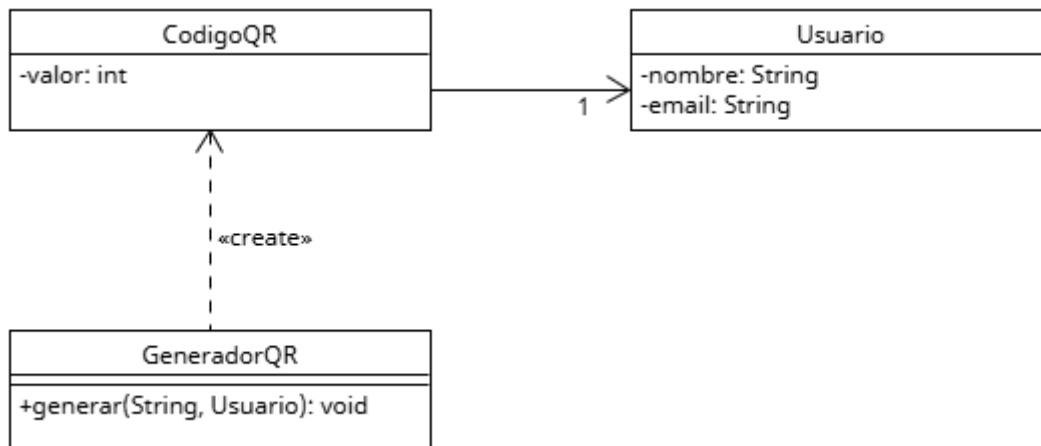 CodigoQR
-valor: int
Usuario
-nombre: String
-email: String
1
«create»
GeneradorQR
+generar(String, Usuario): void